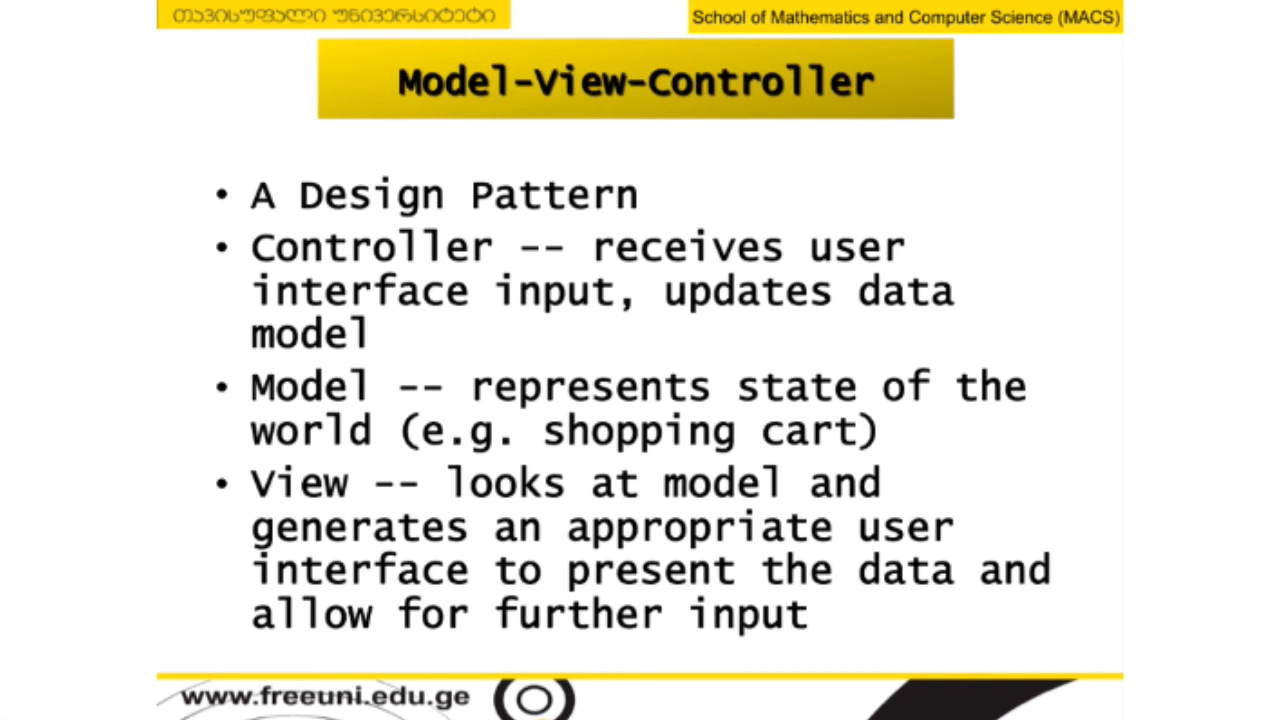 თავისუფალი უნივერსიტეტი
School of Mathematics and Computer Science (MACS)
Model-View-Controller
• A Design Pattern
• Controller -- receives user
interface input, updates data
model
• Model -- represents state of the
world (e.g. shopping cart)
• View -- looks at model and
generates an appropriate user
interface to present the data and
allow for further input
www.freeuni.edu.ge